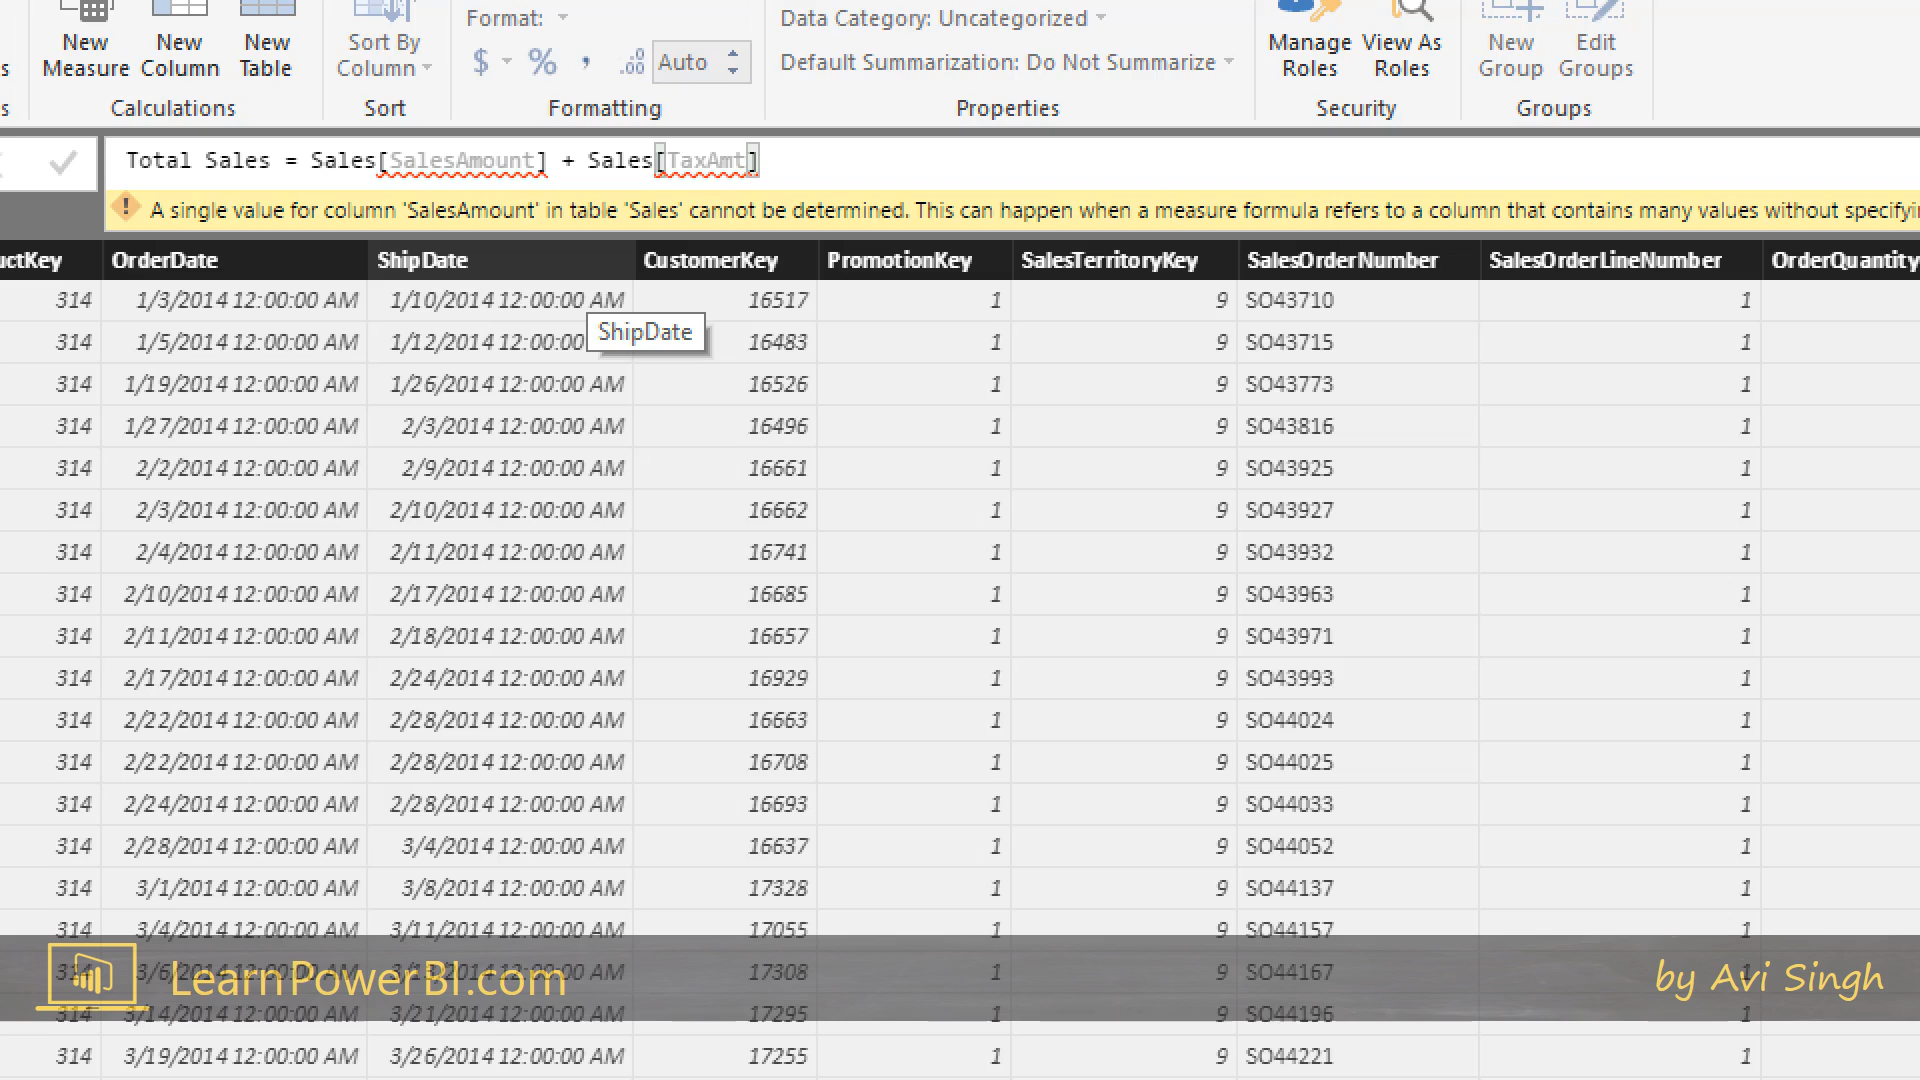 New Measure
New Column
New Table
Sort By Column
Format:
$ % , .00 Auto
Data Category: Uncategorized
Default Summarization: Do Not Summarize
Manage Roles
View As Roles
New Group
Edit Groups
s
s Calculations Sort Formatting Properties Security Groups
Total Sales = Sales[SalesAmount] + Sales[TaxAmt]
! A single value for column 'SalesAmount' in table 'Sales' cannot be determined. This can happen when a measure formula refers to a column that contains many values without specifyi
uctKey OrderDate ShipDate CustomerKey PromotionKey SalesTerritoryKey SalesOrderNumber SalesOrderLineNumber OrderQuantity
314 1/3/2014 12:00:00 AM 1/10/2014 12:00:00 AM 16517 1 9 SO43710 1
ShipDate
314 1/5/2014 12:00:00 AM 1/12/2014 12:00:00 16483 1 9 SO43715 1
314 1/19/2014 12:00:00 AM 1/26/2014 12:00:00 AM 16526 1 9 SO43773 1
314 1/27/2014 12:00:00 AM 2/3/2014 12:00:00 AM 16496 1 9 SO43816 1
314 2/2/2014 12:00:00 AM 2/9/2014 12:00:00 AM 16661 1 9 SO43925 1
314 2/3/2014 12:00:00 AM 2/10/2014 12:00:00 AM 16662 1 9 SO43927 1
314 2/4/2014 12:00:00 AM 2/11/2014 12:00:00 AM 16741 1 9 SO43932 1
314 2/10/2014 12:00:00 AM 2/17/2014 12:00:00 AM 16685 1 9 SO43963 1
314 2/11/2014 12:00:00 AM 2/18/2014 12:00:00 AM 16657 1 9 SO43971 1
314 2/17/2014 12:00:00 AM 2/24/2014 12:00:00 AM 16929 1 9 SO43993 1
314 2/22/2014 12:00:00 AM 2/28/2014 12:00:00 AM 16663 1 9 SO44024 1
314 2/22/2014 12:00:00 AM 2/28/2014 12:00:00 AM 16708 1 9 SO44025 1
314 2/24/2014 12:00:00 AM 2/28/2014 12:00:00 AM 16693 1 9 SO44033 1
314 2/28/2014 12:00:00 AM 3/4/2014 12:00:00 AM 16637 1 9 SO44052 1
314 3/1/2014 12:00:00 AM 3/8/2014 12:00:00 AM 17328 1 9 SO44137 1
314 3/4/2014 12:00:00 AM 3/11/2014 12:00:00 AM 17055 1 9 SO44157 1
314 3/6/2014 12:00:00 AM 3/13/2014 12:00:00 AM 17308 1 9 SO44167 1
LearnPowerBI.com
by Avi Singh
314 3/14/2014 12:00:00 AM 3/21/2014 12:00:00 AM 17295 1 9 SO44196 1
314 3/19/2014 12:00:00 AM 3/26/2014 12:00:00 AM 17255 1 9 SO44221 1